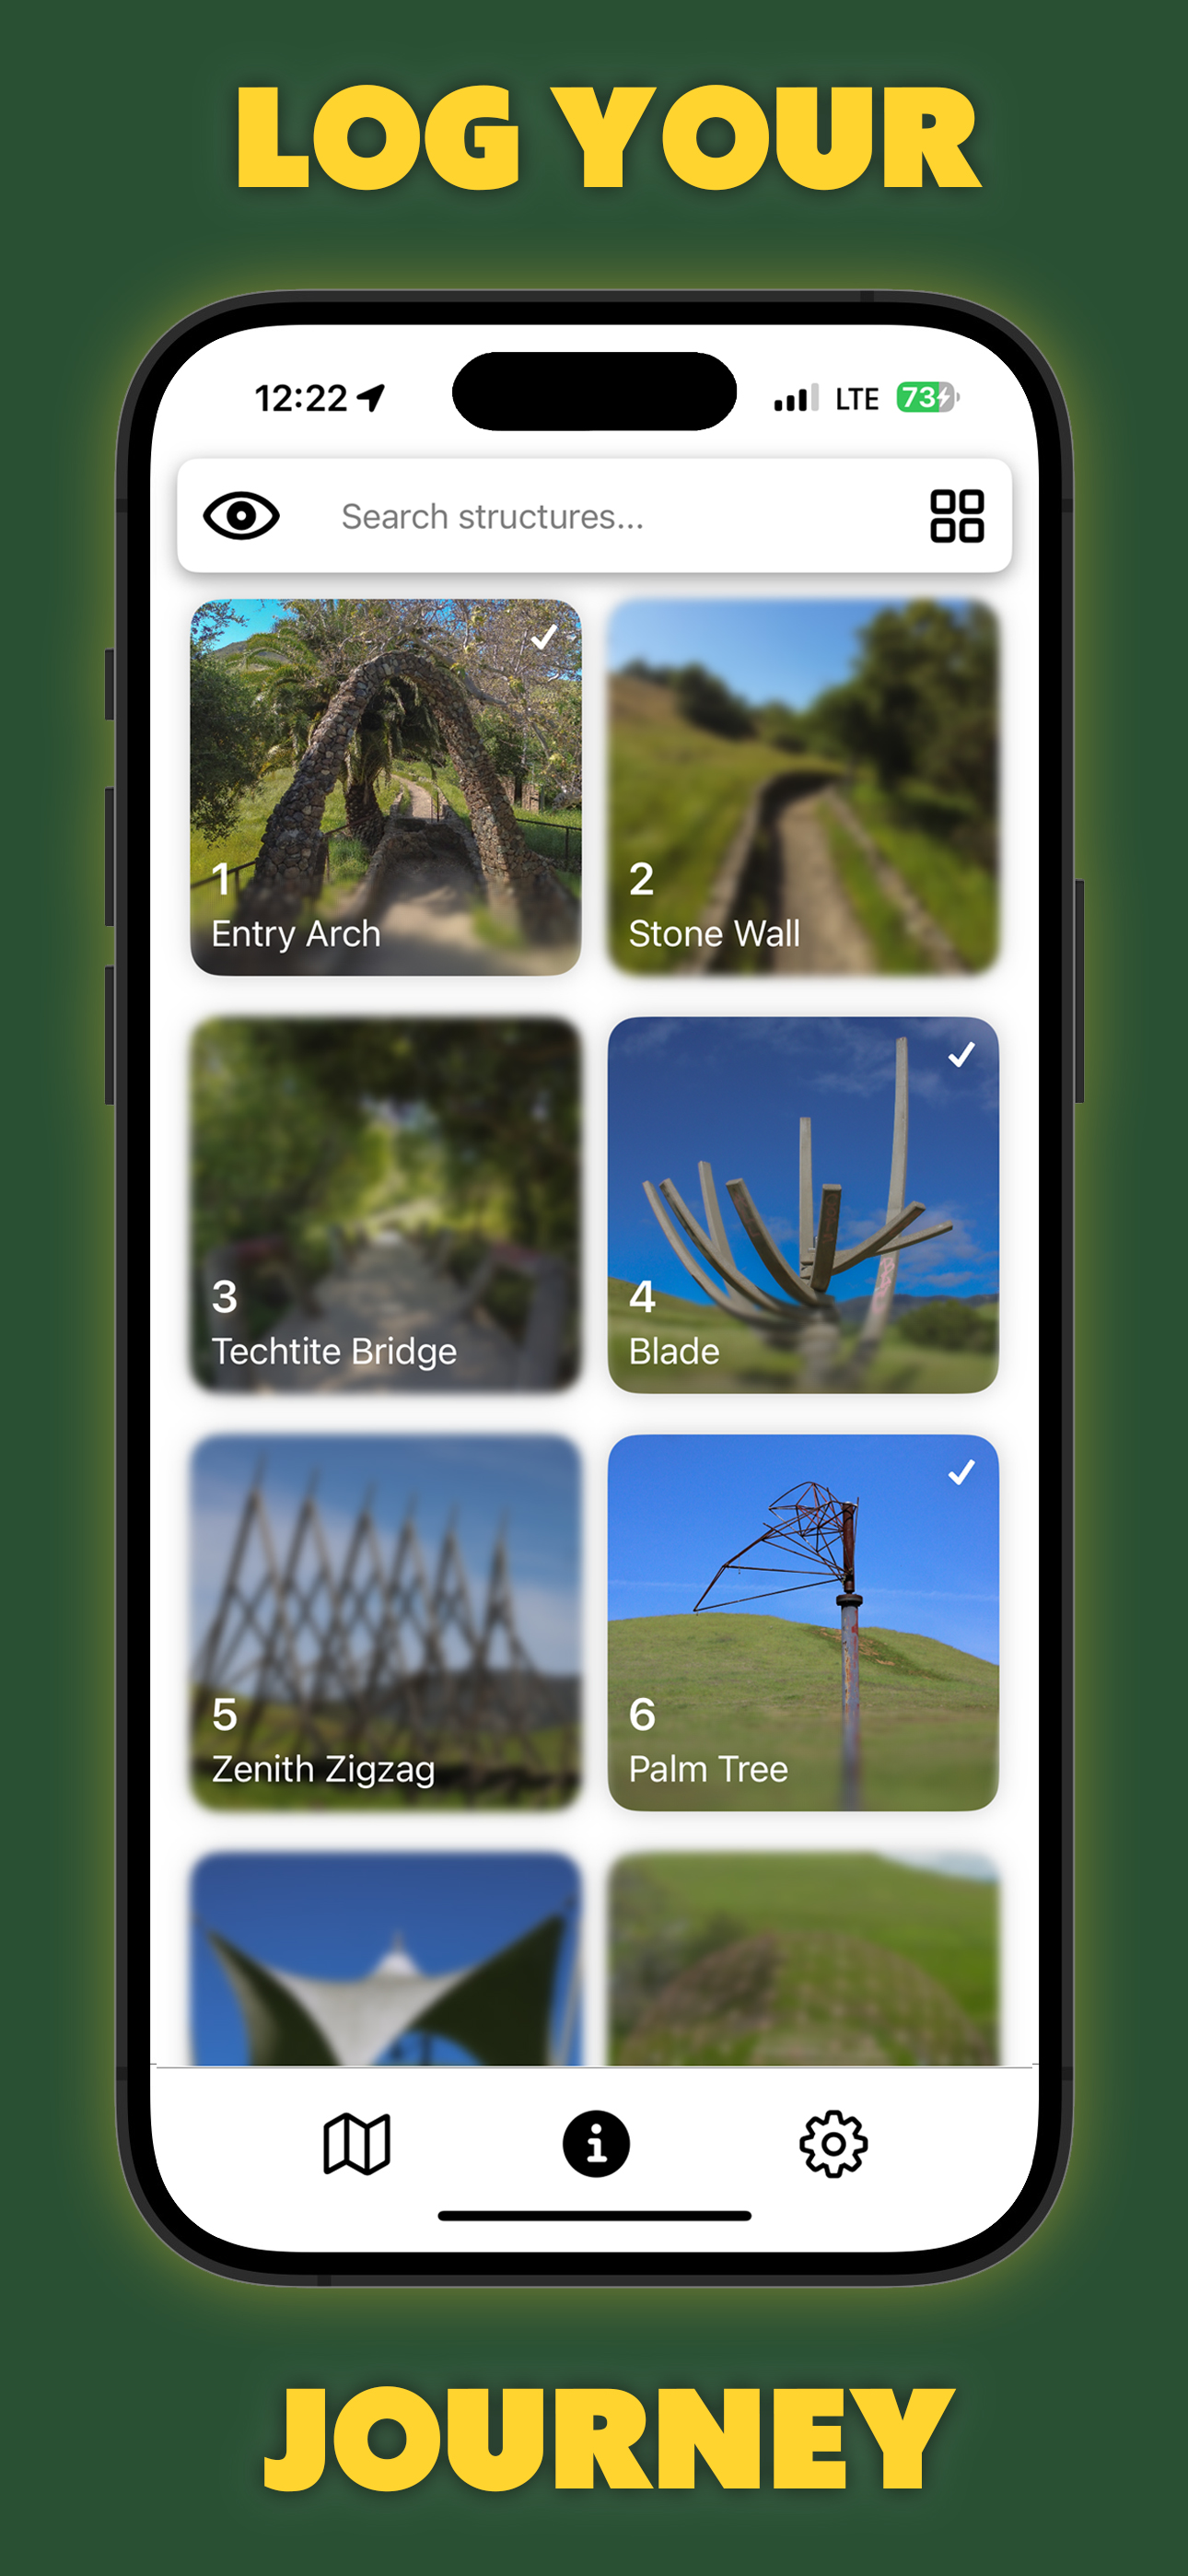 LOG YOUR
12:22
LTE
73
Search structures...
1
Entry Arch
2
Stone Wall
3
Techtite Bridge
4
Blade
5
Zenith Zigzag
6
Palm Tree
JOURNEY